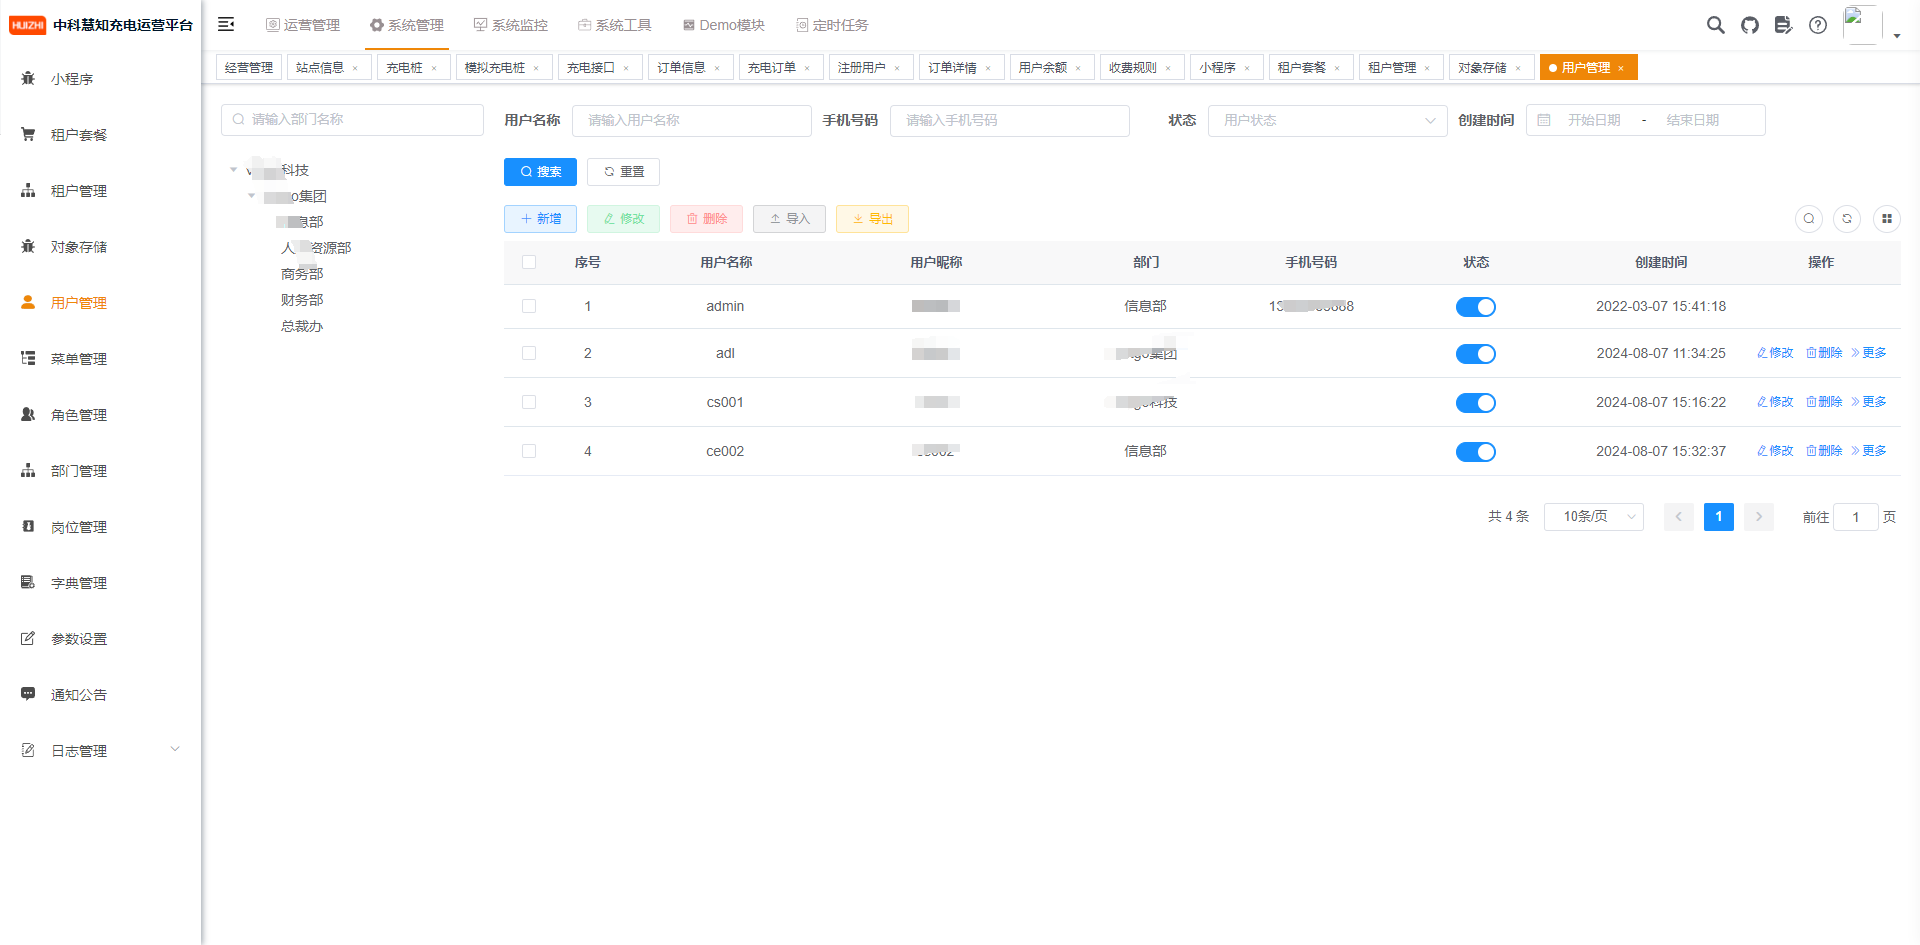 HUIZHI 中科慧知充电运营平台
运营管理 系统管理 系统监控 系统工具 Demo模块 定时任务
经营管理 站点信息 × 充电桩 × 模拟充电桩 × 充电接口 × 订单信息 × 充电订单 × 注册用户 × 订单详情 × 用户余额 × 收费规则 × 小程序 × 租户套餐 × 租户管理 × 对象存储 × 用户管理 ×
小程序
租户套餐
租户管理
对象存储
用户管理
菜单管理
角色管理
部门管理
岗位管理
字典管理
参数设置
通知公告
日志管理
请输入部门名称
科技
集团
息部
人 资源部
商务部
财务部
总裁办
用户名称 请输入用户名称 手机号码 请输入手机号码 状态 用户状态 创建时间 开始日期 - 结束日期
搜索 重置
新增 修改 删除 导入 导出
序号 用户名称 用户昵称 部门 手机号码 状态 创建时间 操作
1 admin 信息部 2022-03-07 15:41:18
2 adl 集团 2024-08-07 11:34:25 修改 删除 更多
3 cs001 科技 2024-08-07 15:16:22 修改 删除 更多
4 ce002 信息部 2024-08-07 15:32:37 修改 删除 更多
共 4 条 10条/页 1 前往 1 页